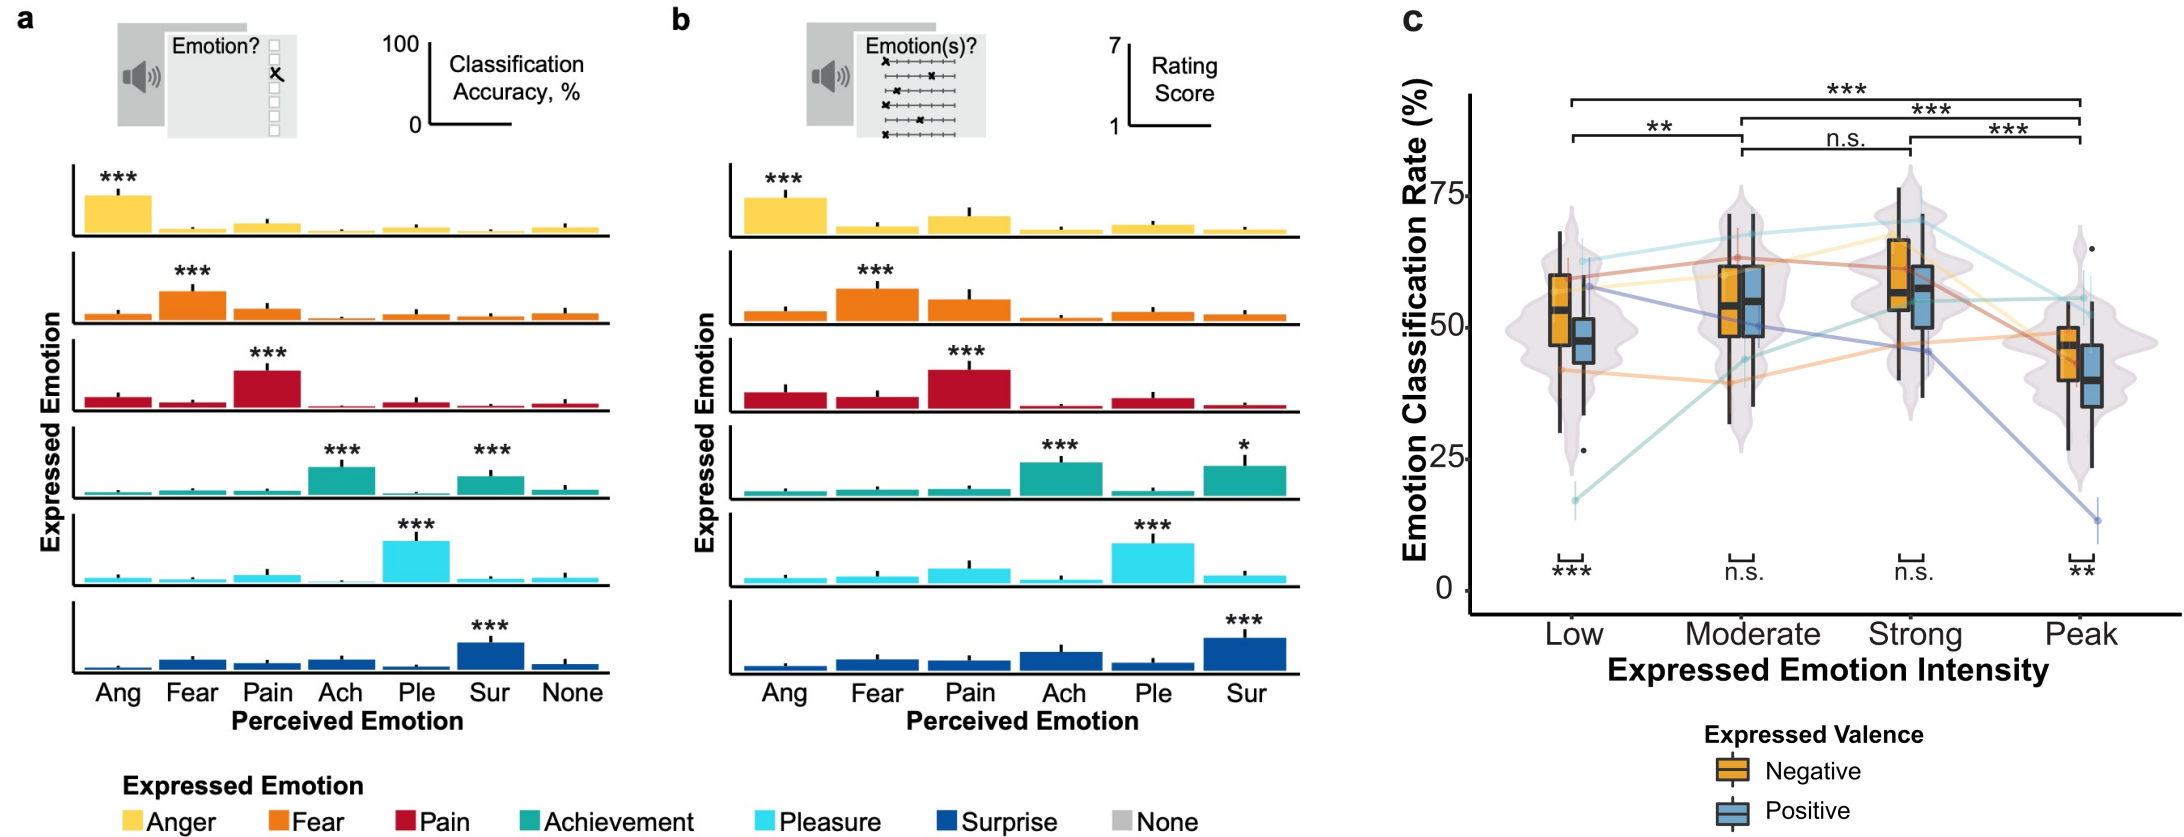 a
Emotion?
100
Classification
Accuracy, %
0
***
***
***
*** ***
***
***
Expressed Emotion
Ang Fear Pain Ach Ple Sur None
Perceived Emotion
b
Emotion(s)?
7
Rating
Score
1
***
***
***
*** *
***
***
Expressed Emotion
Ang Fear Pain Ach Ple Sur
Perceived Emotion
Expressed Emotion
Anger Fear Pain Achievement Pleasure Surprise None
c
Emotion Classification Rate (%)
***
***
** ***
n.s.
75
50
25
0
*** n.s. n.s. **
Low Moderate Strong Peak
Expressed Emotion Intensity
Expressed Valence
Negative
Positive